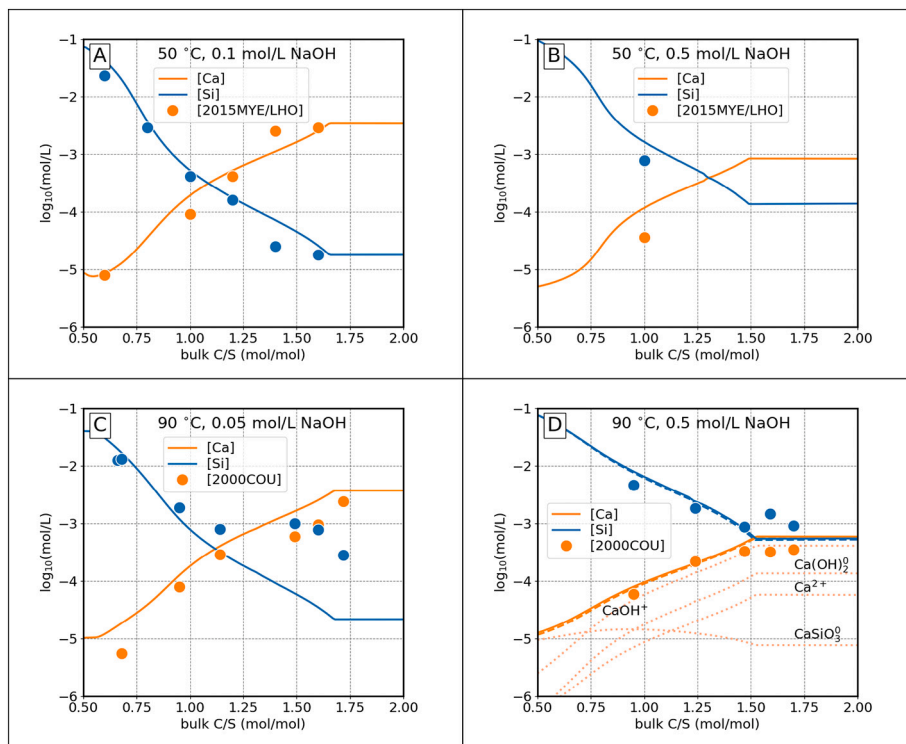 A
50 °C, 0.1 mol/L NaOH
[Ca]
[Si]
[2015MYE/LHO]
−1
−2
−3
−4
−5
−6
log₁₀(mol/L)
0.50 0.75 1.00 1.25 1.50 1.75 2.00
bulk C/S (mol/mol)
B
50 °C, 0.5 mol/L NaOH
[Ca]
[Si]
[2015MYE/LHO]
−1
−2
−3
−4
−5
−6
log₁₀(mol/L)
0.50 0.75 1.00 1.25 1.50 1.75 2.00
bulk C/S (mol/mol)
C
90 °C, 0.05 mol/L NaOH
[Ca]
[Si]
[2000COU]
−1
−2
−3
−4
−5
−6
log₁₀(mol/L)
0.50 0.75 1.00 1.25 1.50 1.75 2.00
bulk C/S (mol/mol)
D
90 °C, 0.5 mol/L NaOH
[Ca]
[Si]
[2000COU]
Ca(OH)₂⁰
Ca²⁺
CaOH⁺
CaSiO₃⁰
−1
−2
−3
−4
−5
−6
log₁₀(mol/L)
0.50 0.75 1.00 1.25 1.50 1.75 2.00
bulk C/S (mol/mol)